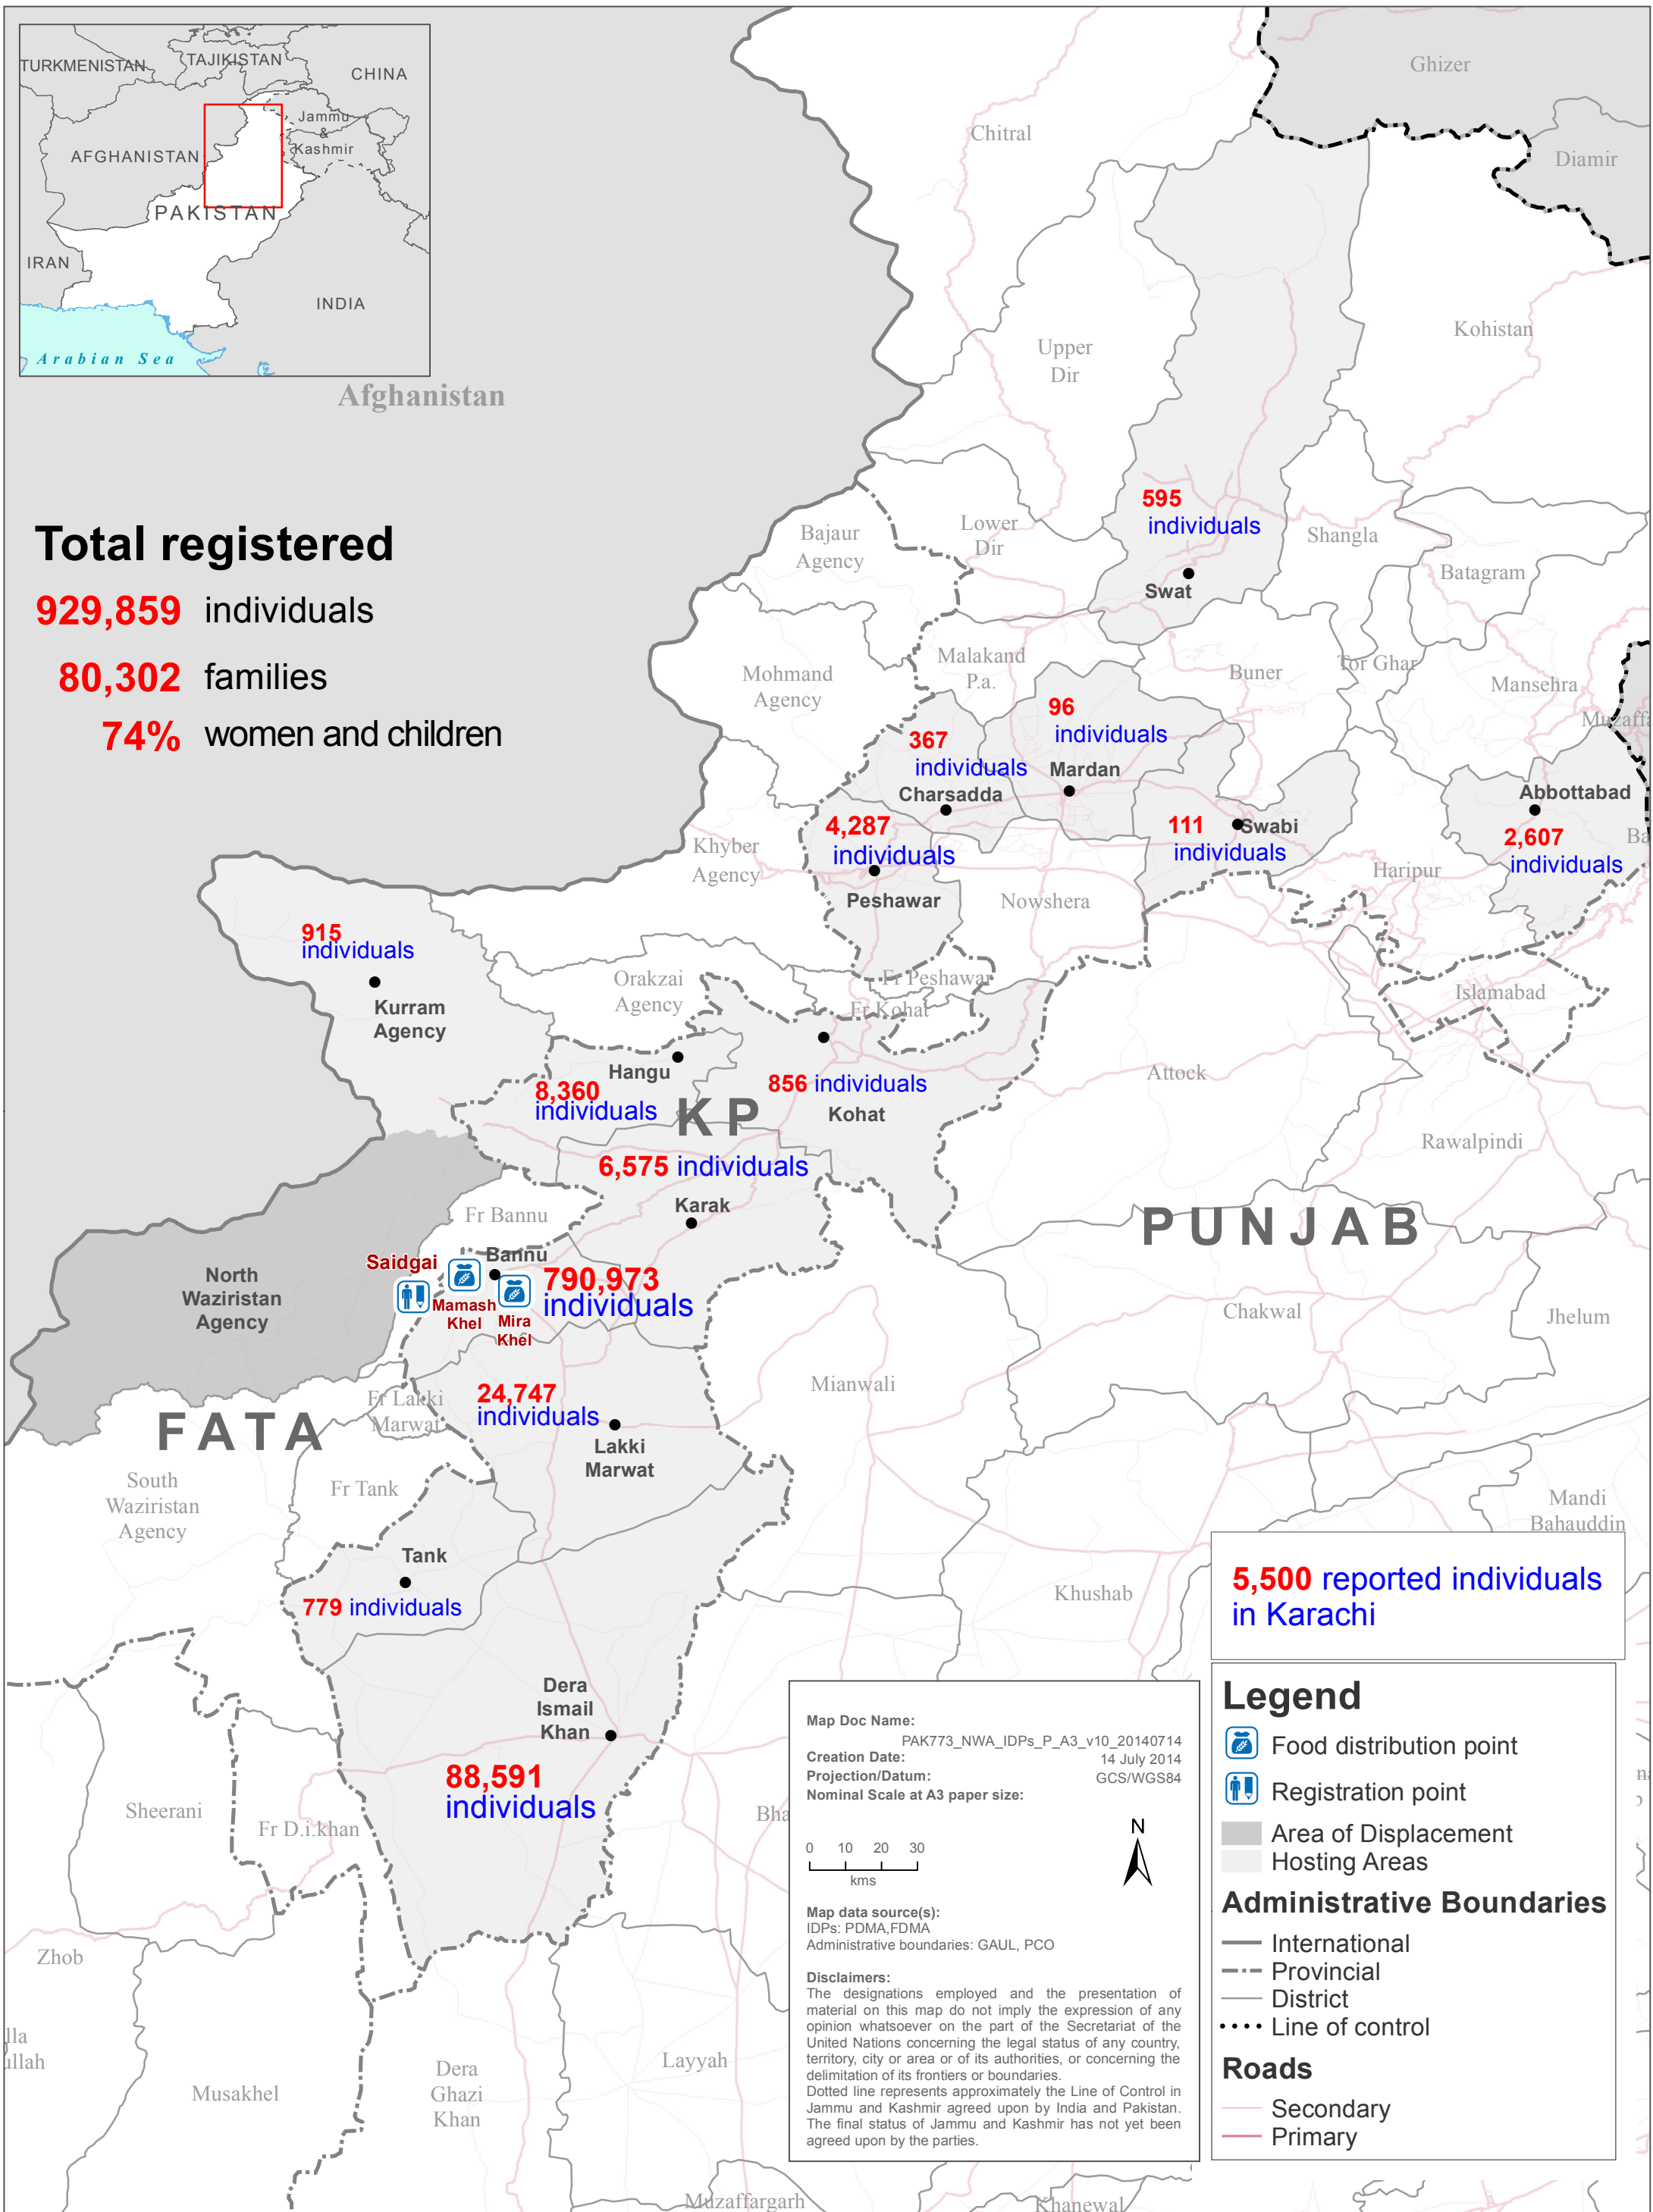 TURKMENISTAN
TAJIKISTAN
CHINA
Jammu
&
Kashmir
AFGHANISTAN
PAKISTAN
IRAN
INDIA
Arabian Sea
Afghanistan
Ghizer
Diamir
Chitral
Kohistan
Upper
Dir
Total registered
929,859 individuals
80,302 families
74% women and children
595
individuals
Swat
Bajaur
Agency
Lower
Dir
Shangla
Batagram
Mohmand
Agency
Malakand
P.a.
Buner
Tor Ghar
Mansehra
Muzaffa
96
individuals
Mardan
367
individuals
Charsadda
4,287
individuals
Peshawar
111
individuals
Swabi
Abbottabad
2,607
individuals
Ba
Haripur
Khyber
Agency
Nowshera
915
individuals
Kurram
Agency
Orakzai
Agency
Fr Peshawar
Fr Kohat
Islamabad
Hangu
8,360
individuals
856 individuals
Kohat
KP
Attock
Rawalpindi
6,575 individuals
Karak
Fr Bannu
PUNJAB
Saidgai
Bannu
790,973
individuals
Mamash
Khel
Mira
Khel
North
Waziristan
Agency
Chakwal
Jhelum
Mianwali
Fr Lakki
Marwat
24,747
individuals
Lakki
Marwat
FATA
South
Waziristan
Agency
Fr Tank
Mandi
Bahauddin
Tank
779 individuals
Khushab
5,500 reported individuals
in Karachi
Dera
Ismail
Khan
88,591
individuals
Sheerani
Fr D.i.khan
Bha
Zhob
lla
ullah
Musakhel
Dera
Ghazi
Khan
Layyah
Muzaffargarh
Khanewal
Map Doc Name:
PAK773_NWA_IDPs_P_A3_v10_20140714
Creation Date: 14 July 2014
Projection/Datum: GCS/WGS84
Nominal Scale at A3 paper size:
0 10 20 30
kms
N
Map data source(s):
IDPs: PDMA,FDMA
Administrative boundaries: GAUL, PCO
Disclaimers:
The designations employed and the presentation of
material on this map do not imply the expression of any
opinion whatsoever on the part of the Secretariat of the
United Nations concerning the legal status of any country,
territory, city or area or of its authorities, or concerning the
delimitation of its frontiers or boundaries.
Dotted line represents approximately the Line of Control in
Jammu and Kashmir agreed upon by India and Pakistan.
The final status of Jammu and Kashmir has not yet been
agreed upon by the parties.
Legend
Food distribution point
Registration point
Area of Displacement
Hosting Areas
Administrative Boundaries
International
Provincial
District
Line of control
Roads
Secondary
Primary